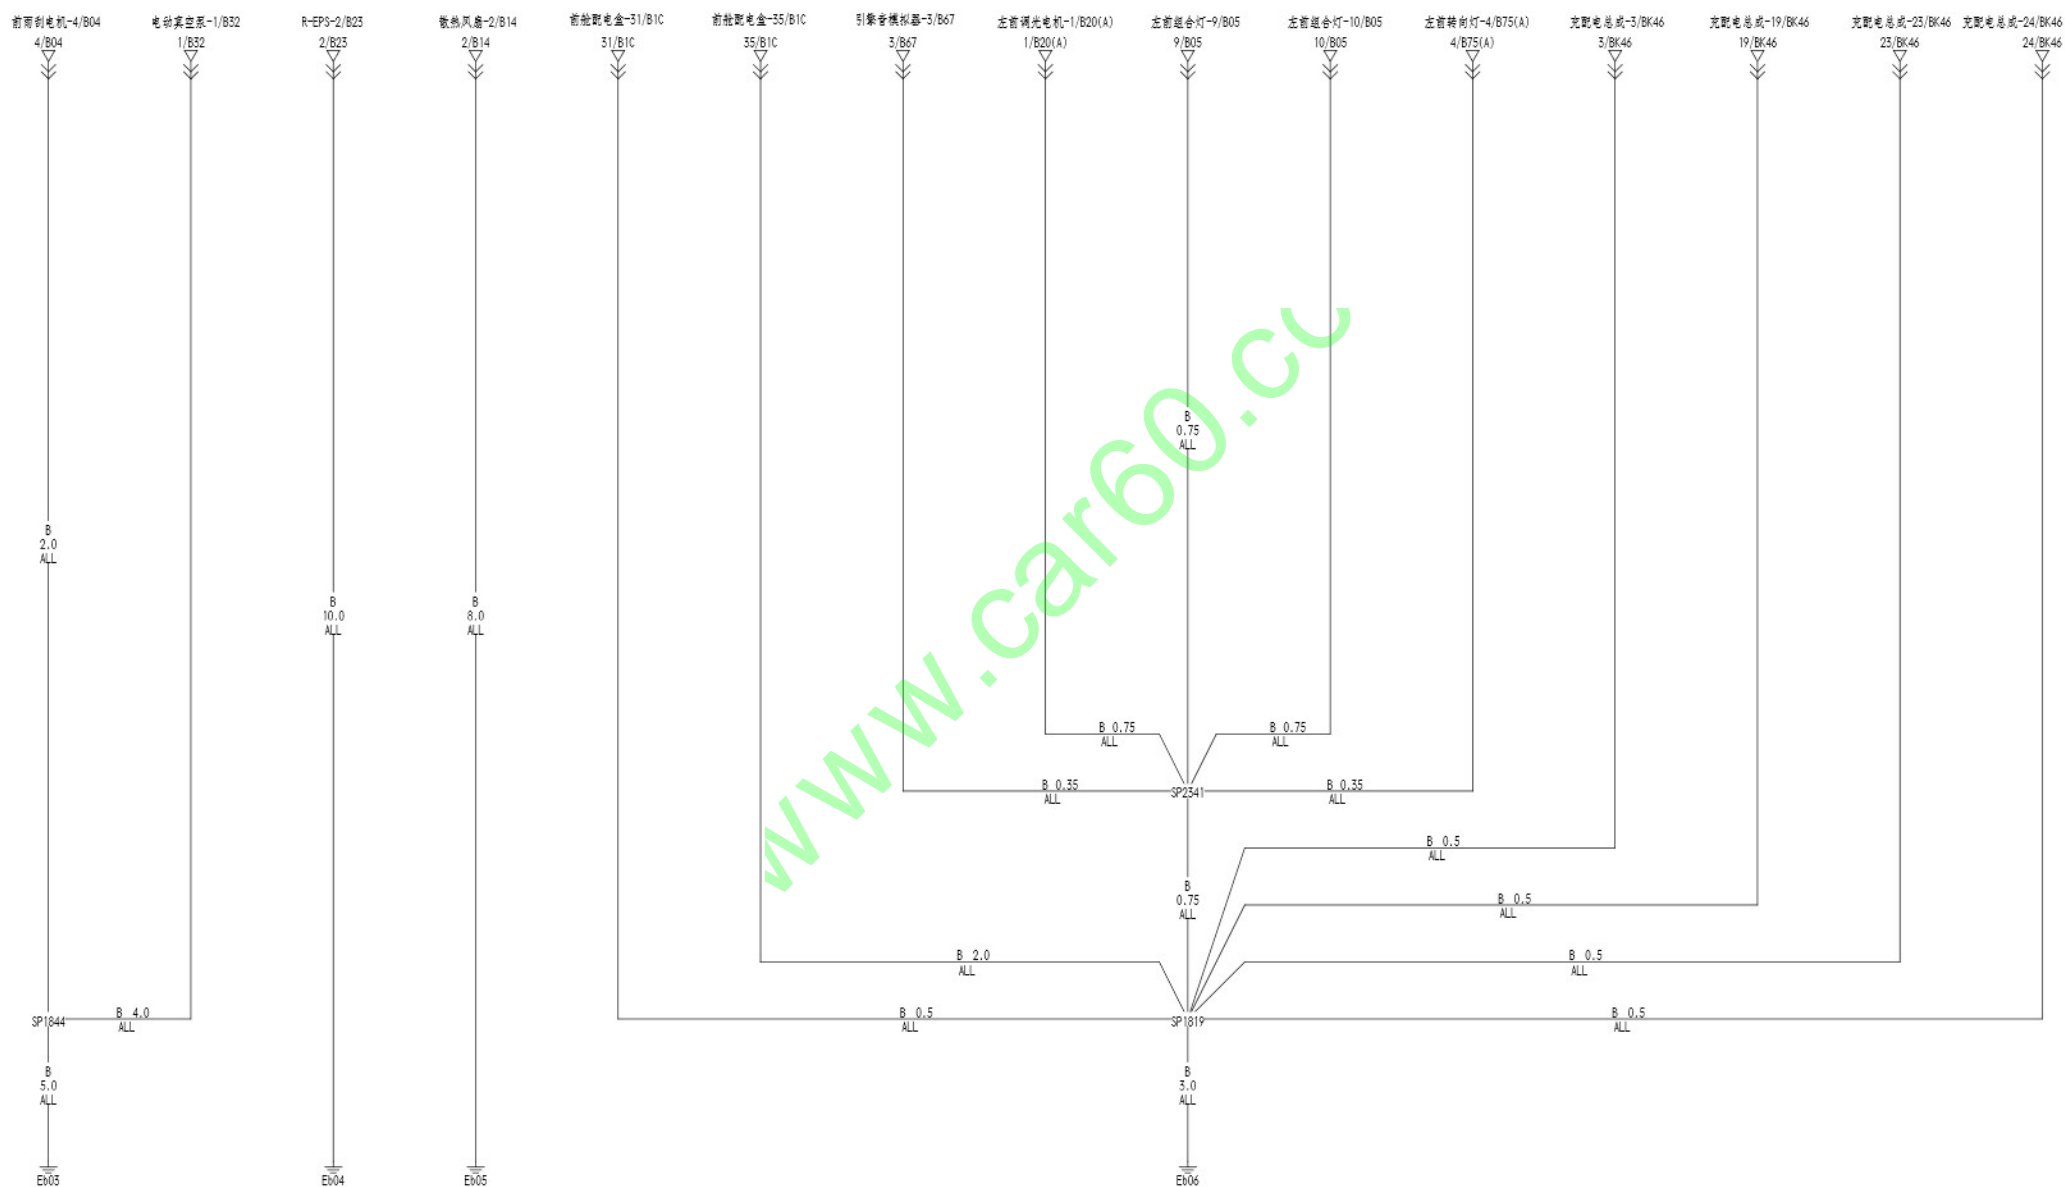 前雨刮电机-4/B04 电动真空泵-1/B32 R-EPS-2/B23 散热风扇-2/B14 前舱配电盒-31/B1C 前舱配电盒-35/B1C 引擎音模拟器-3/B67 左前调光电机-1/B20(A) 左前组合灯-9/B05 左前组合灯-10/B05 左前转向灯-4/B75(A) 充配电总成-3/BK46 充配电总成-19/BK46 充配电总成-23/BK46 充配电总成-24/BK46
4/B04 1/B32 2/B23 2/B14 31/B1C 35/B1C 3/B67 1/B20(A) 9/B05 10/B05 4/B75(A) 3/BK46 19/BK46 23/BK46 24/BK46
www.car60.cc
B
0.75
ALL
B
2.0
ALL
B
10.0
ALL
B
8.0
ALL
B 0.75
ALL
B 0.75
ALL
B 0.35
ALL
SP2341
B 0.35
ALL
B 0.5
ALL
B
0.75
ALL
B 0.5
ALL
B 2.0
ALL
B 0.5
ALL
SP1844
B 4.0
ALL
B 0.5
ALL
SP1819
B 0.5
ALL
B
5.0
ALL
B
3.0
ALL
Eb03 Eb04 Eb05 Eb06